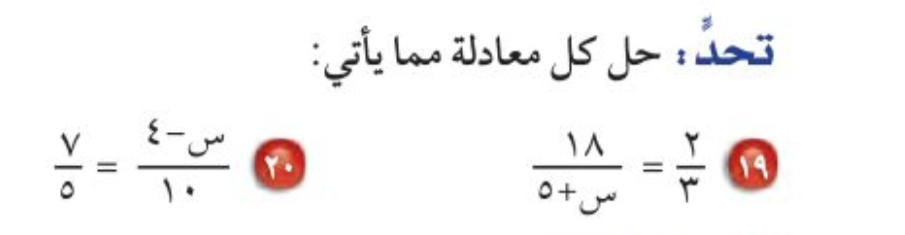 تحدٍّ: حل كل معادلة مما يأتي:
١٩ ٢/٣ = ١٨/(س+٥)
٢٠ (س-٤)/١٠ = ٧/٥